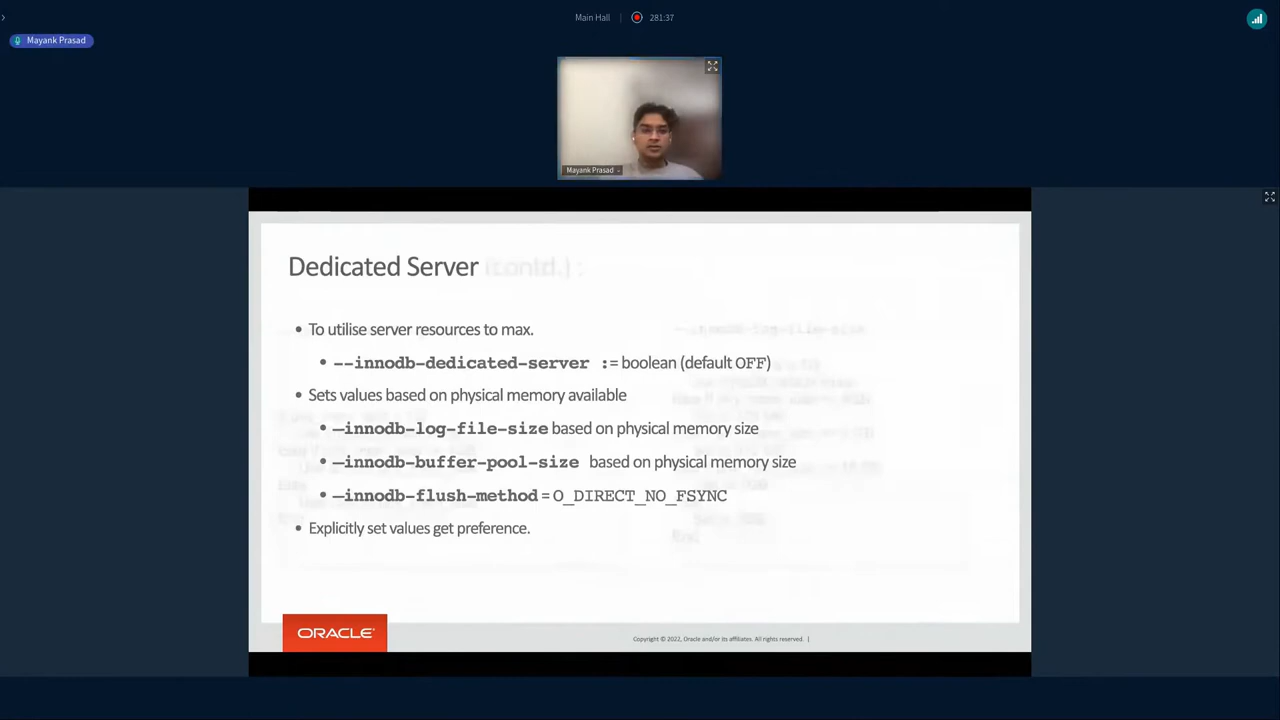 Main Hall
281:37
Mayank Prasad
Mayank Prasad
Dedicated Server (contd.) :
• To utilise server resources to max.
• --innodb-dedicated-server := boolean (default OFF)
• Sets values based on physical memory available
• –innodb-log-file-size based on physical memory size
• –innodb-buffer-pool-size based on physical memory size
• –innodb-flush-method = O_DIRECT_NO_FSYNC
• Explicitly set values get preference.
ORACLE
Copyright © 2022, Oracle and/or its affiliates. All rights reserved. |